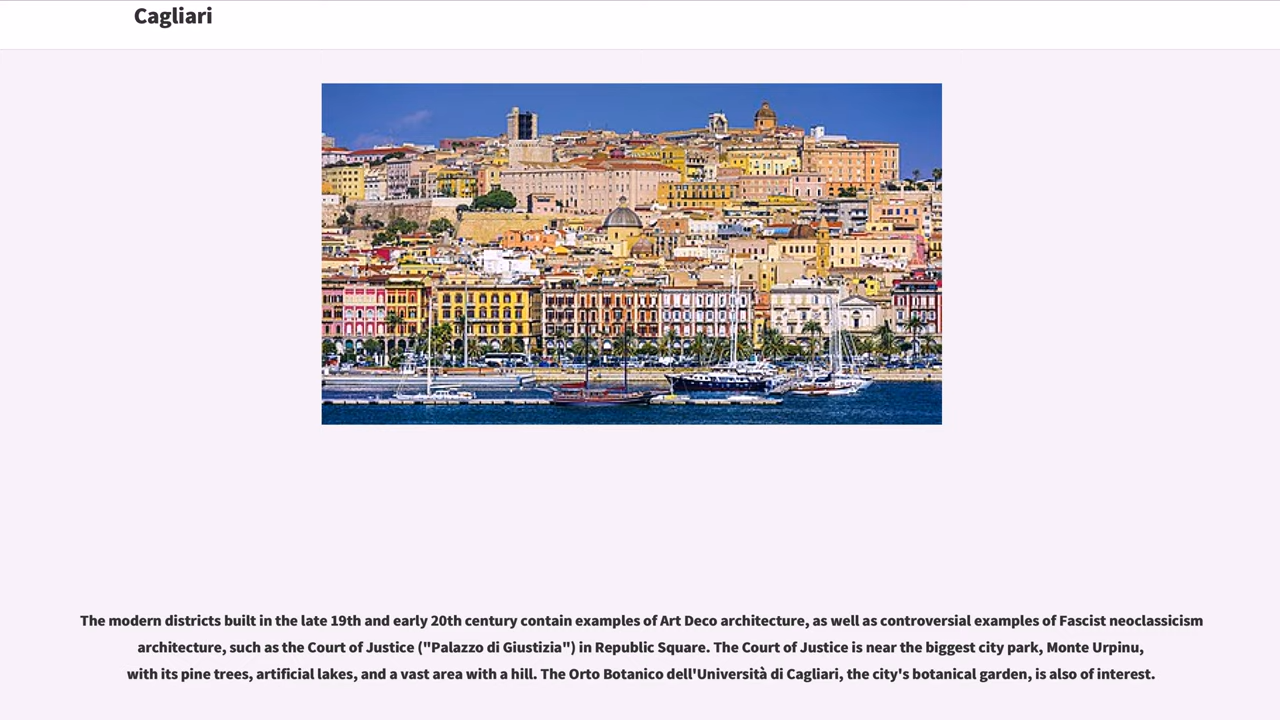 Cagliari
The modern districts built in the late 19th and early 20th century contain examples of Art Deco architecture, as well as controversial examples of Fascist neoclassicism
architecture, such as the Court of Justice ("Palazzo di Giustizia") in Republic Square. The Court of Justice is near the biggest city park, Monte Urpinu,
with its pine trees, artificial lakes, and a vast area with a hill. The Orto Botanico dell'Università di Cagliari, the city's botanical garden, is also of interest.